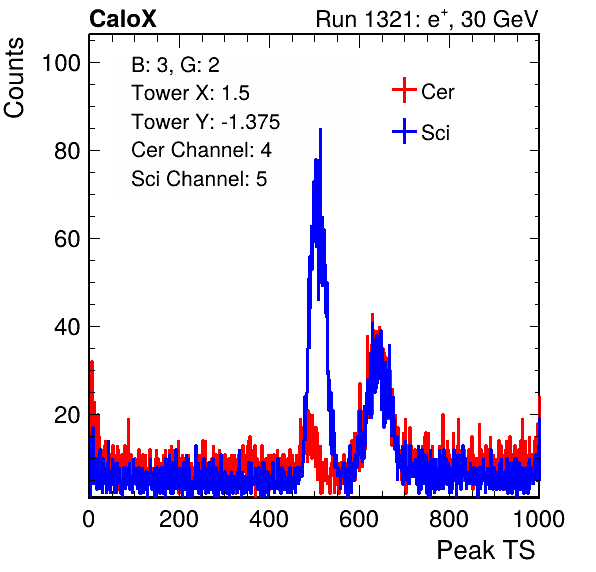 CaloX
Run 1321: e+, 30 GeV
Counts
B: 3, G: 2
Tower X: 1.5
Tower Y: -1.375
Cer Channel: 4
Sci Channel: 5
Cer
Sci
100
80
60
40
20
0 200 400 600 800 1000
Peak TS